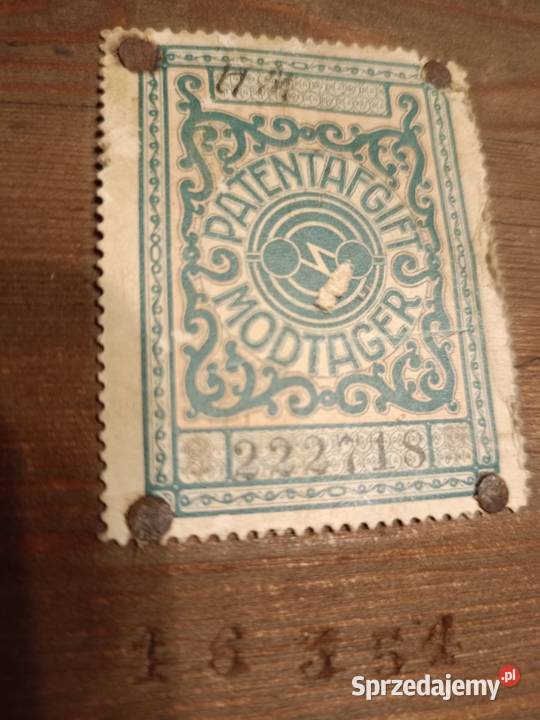 PATENTAFGIFT
MODTAGER
222718
16354
Sprzedajemy.pl